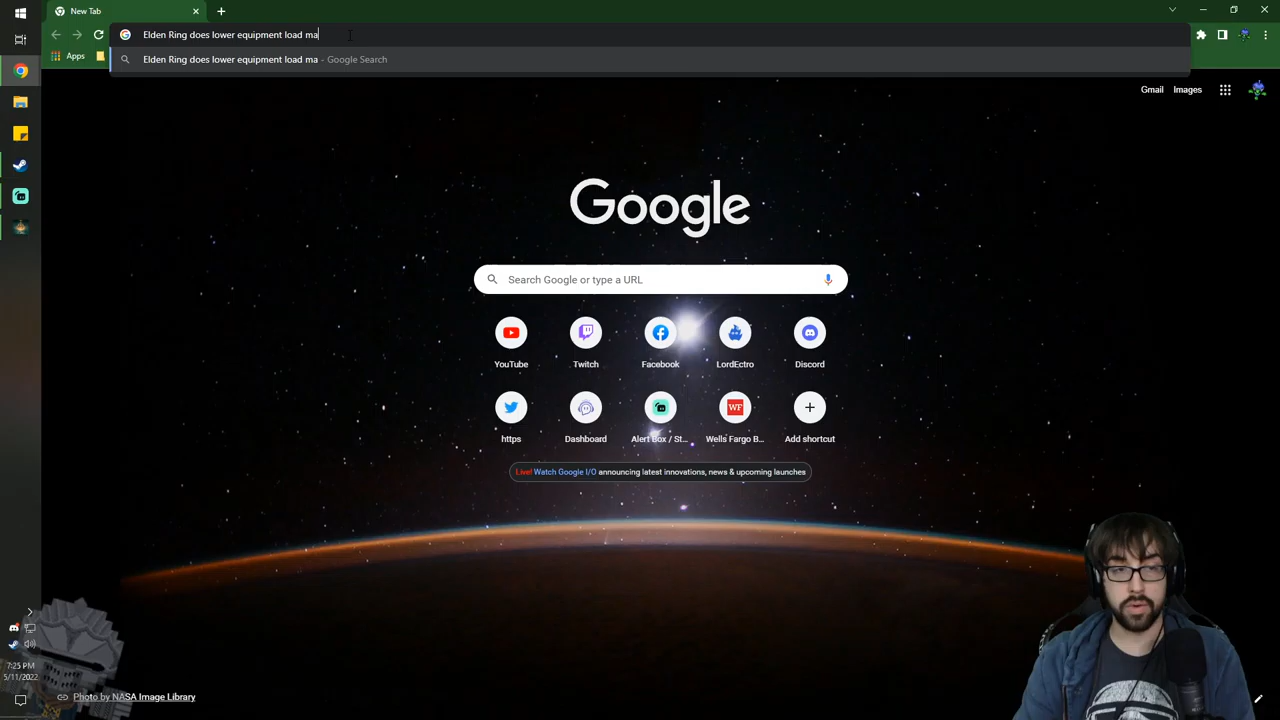 New Tab
Elden Ring does lower equipment load ma
Elden Ring does lower equipment load ma - Google Search
Apps
Gmail
Images
Google
Search Google or type a URL
YouTube
Twitch
Facebook
LordEctro
Discord
https
Dashboard
Alert Box / St...
WF
Wells Fargo B...
Add shortcut
Live! Watch Google I/O announcing latest innovations, news & upcoming launches
7:25 PM
5/11/2022
Photo by NASA Image Library